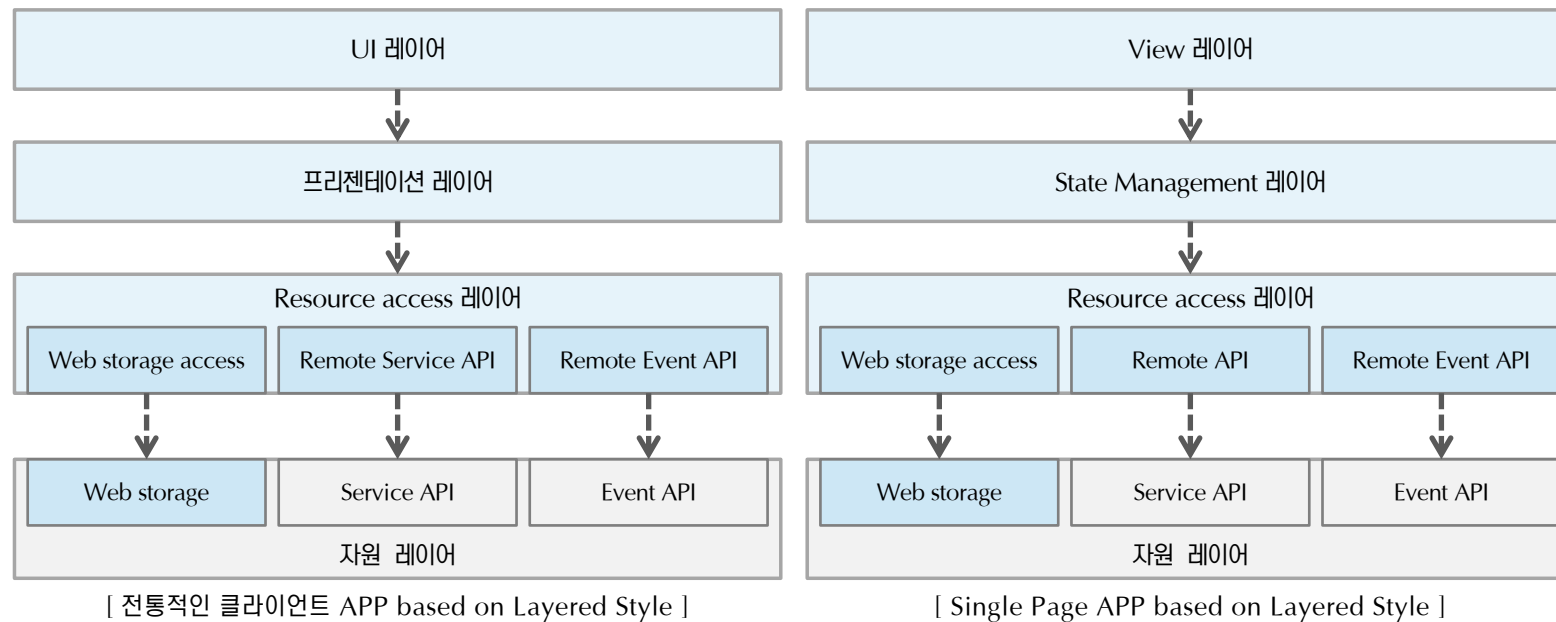 UI 레이어
프리젠테이션 레이어
Resource access 레이어
Web storage access
Remote Service API
Remote Event API
Web storage
Service API
Event API
자원 레이어
[ 전통적인 클라이언트 APP based on Layered Style ]
View 레이어
State Management 레이어
Resource access 레이어
Web storage access
Remote API
Remote Event API
Web storage
Service API
Event API
자원 레이어
[ Single Page APP based on Layered Style ]